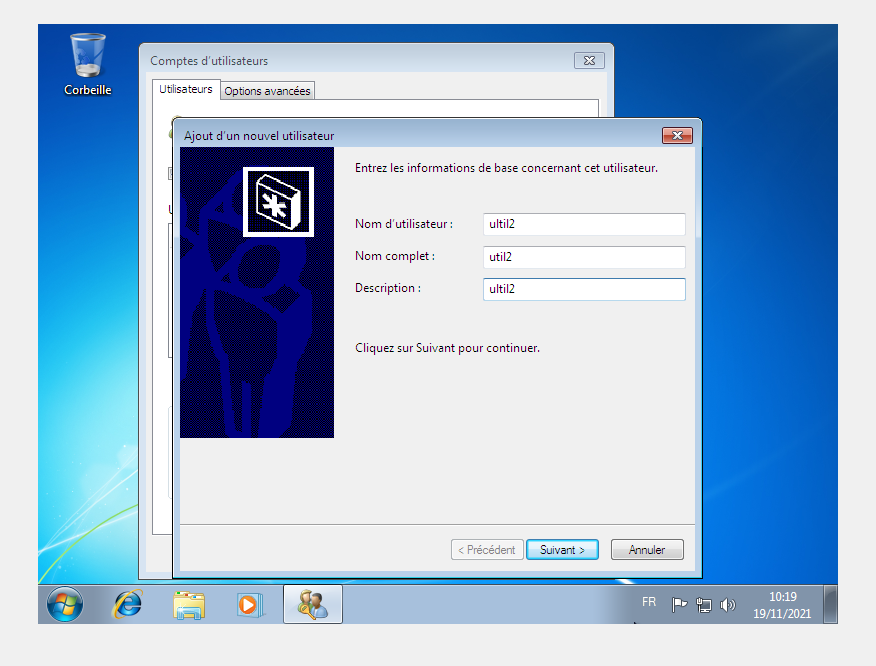 Corbeille
Comptes d'utilisateurs
Utilisateurs
Options avancées
Ajout d'un nouvel utilisateur
Entrez les informations de base concernant cet utilisateur.
Nom d'utilisateur : ultil2
Nom complet : util2
Description : ultil2
Cliquez sur Suivant pour continuer.
< Précédent
Suivant >
Annuler
FR
10:19
19/11/2021